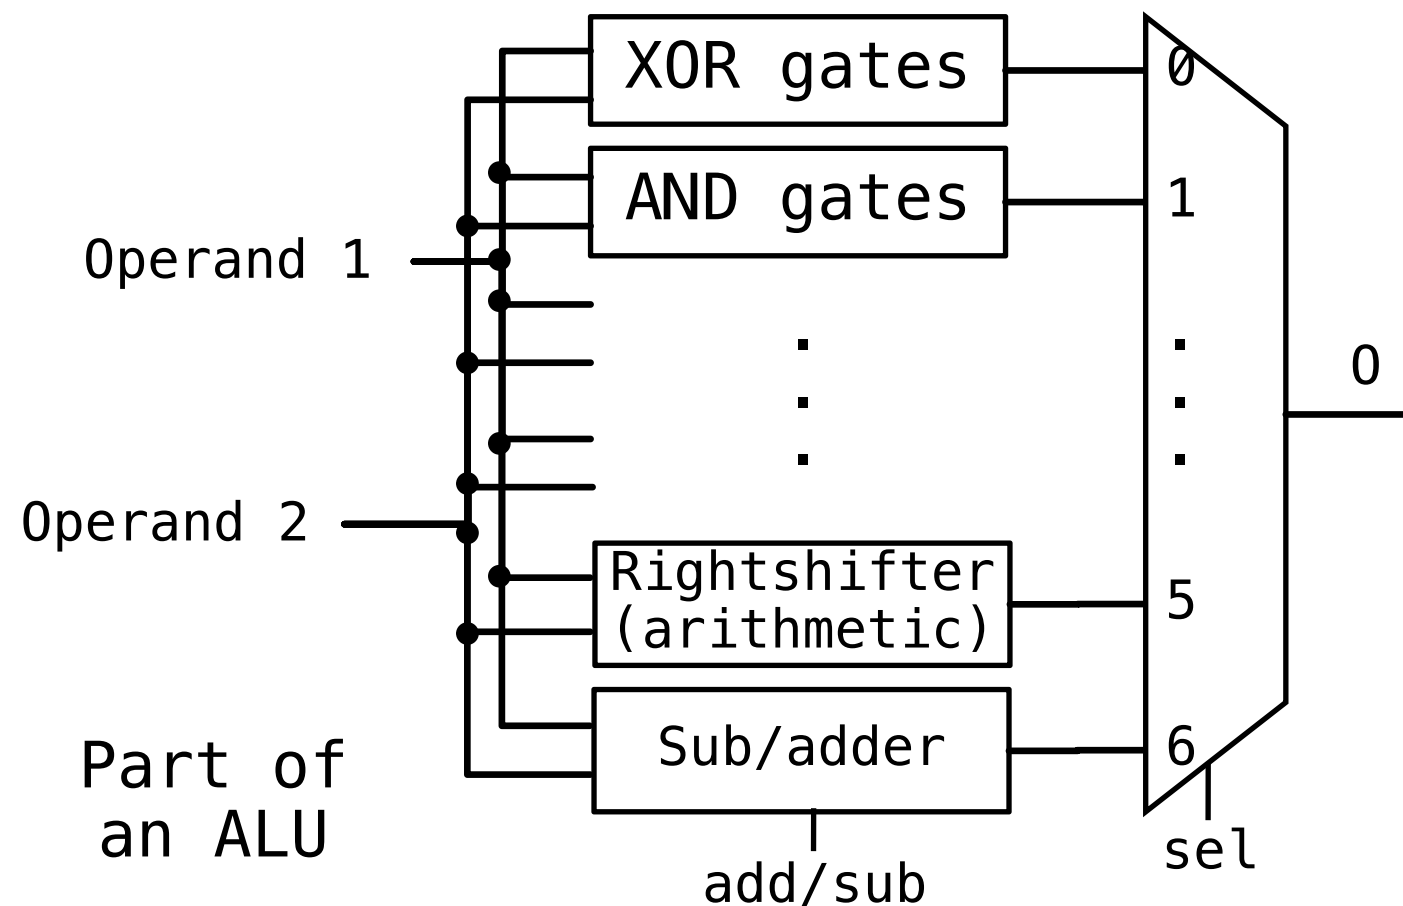 XOR gates
0
AND gates
1
Operand 1
O
Operand 2
Rightshifter
(arithmetic)
5
Sub/adder
6
Part of
an ALU
sel
add/sub